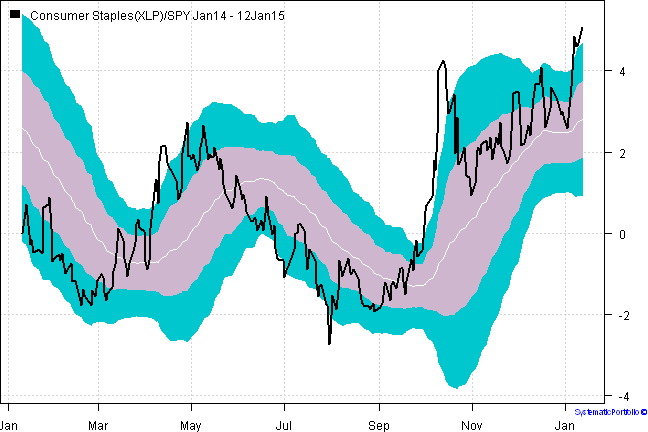 Consumer Staples(XLP)/SPY Jan14 - 12Jan15
4
2
0
-2
-4
SystematicPortfolio ©
Jan Mar May Jul Sep Nov Jan